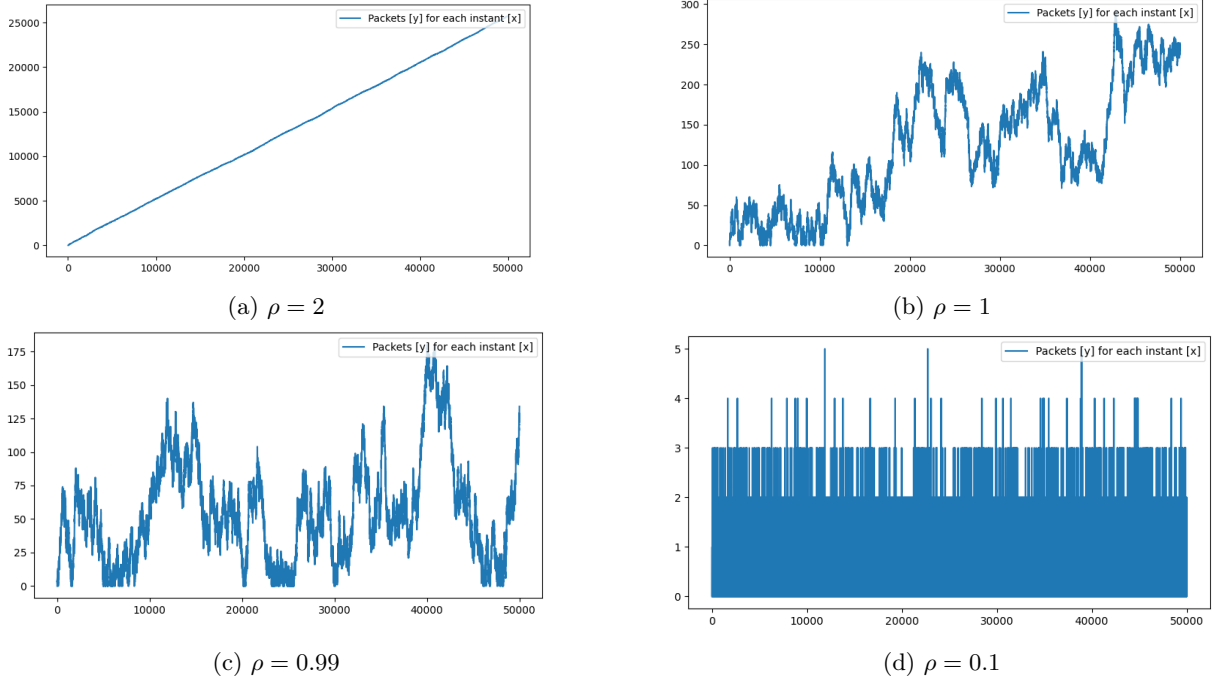 Packets [y] for each instant [x]
25000
20000
15000
10000
5000
0
0 10000 20000 30000 40000 50000
(a) ρ = 2
Packets [y] for each instant [x]
300
250
200
150
100
50
0
0 10000 20000 30000 40000 50000
(b) ρ = 1
Packets [y] for each instant [x]
175
150
125
100
75
50
25
0
0 10000 20000 30000 40000 50000
(c) ρ = 0.99
Packets [y] for each instant [x]
5
4
3
2
1
0
0 10000 20000 30000 40000 50000
(d) ρ = 0.1